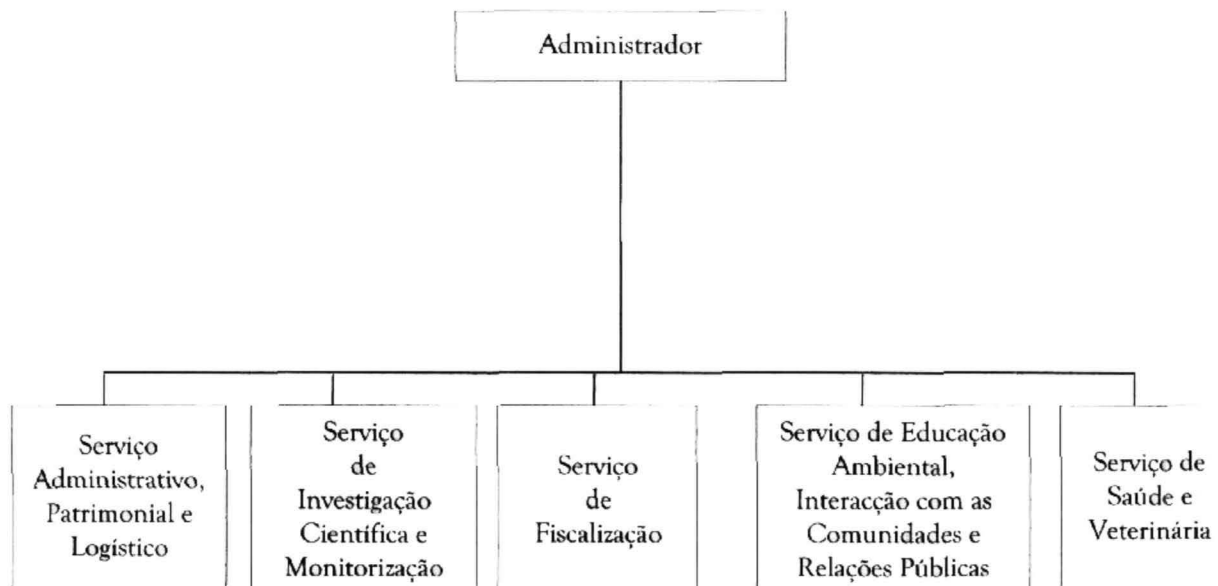 Administrador
Serviço
Administrativo,
Patrimonial e
Logístico
Serviço
de
Investigação
Científica e
Monitorização
Serviço
de
Fiscalização
Serviço de Educação
Ambiental,
Interacção com as
Comunidades e
Relações Públicas
Serviço de
Saúde e
Veterinária